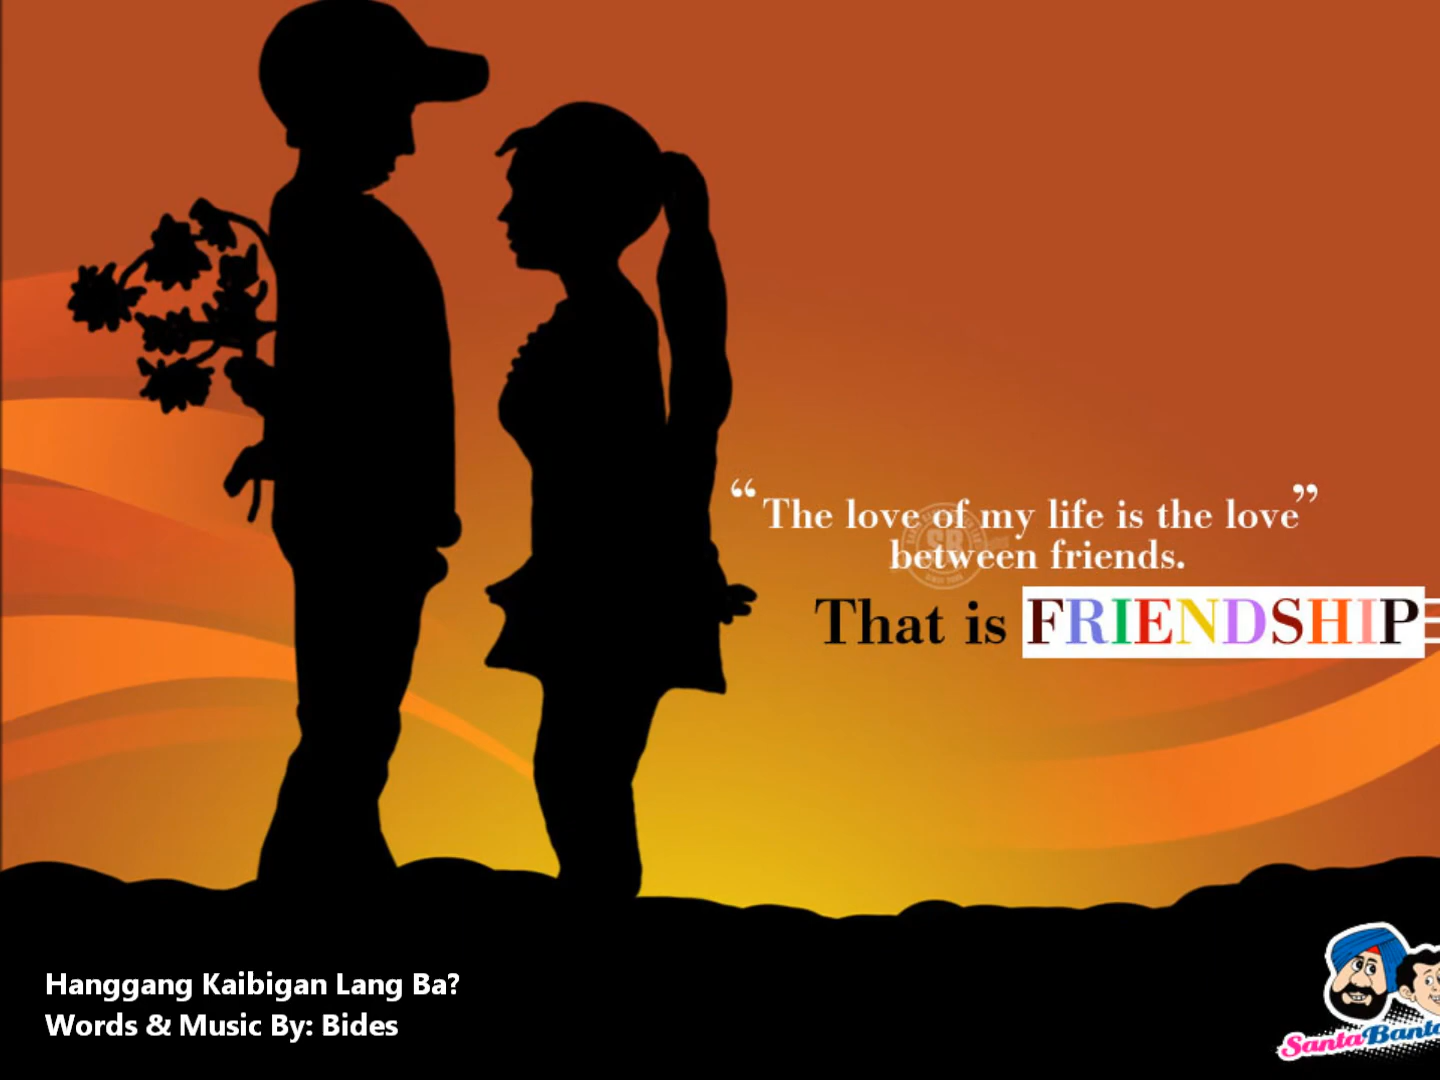 “The love of my life is the love”
between friends.
That is FRIENDSHIP
Hanggang Kaibigan Lang Ba?
Words & Music By: Bides
SantaBanta